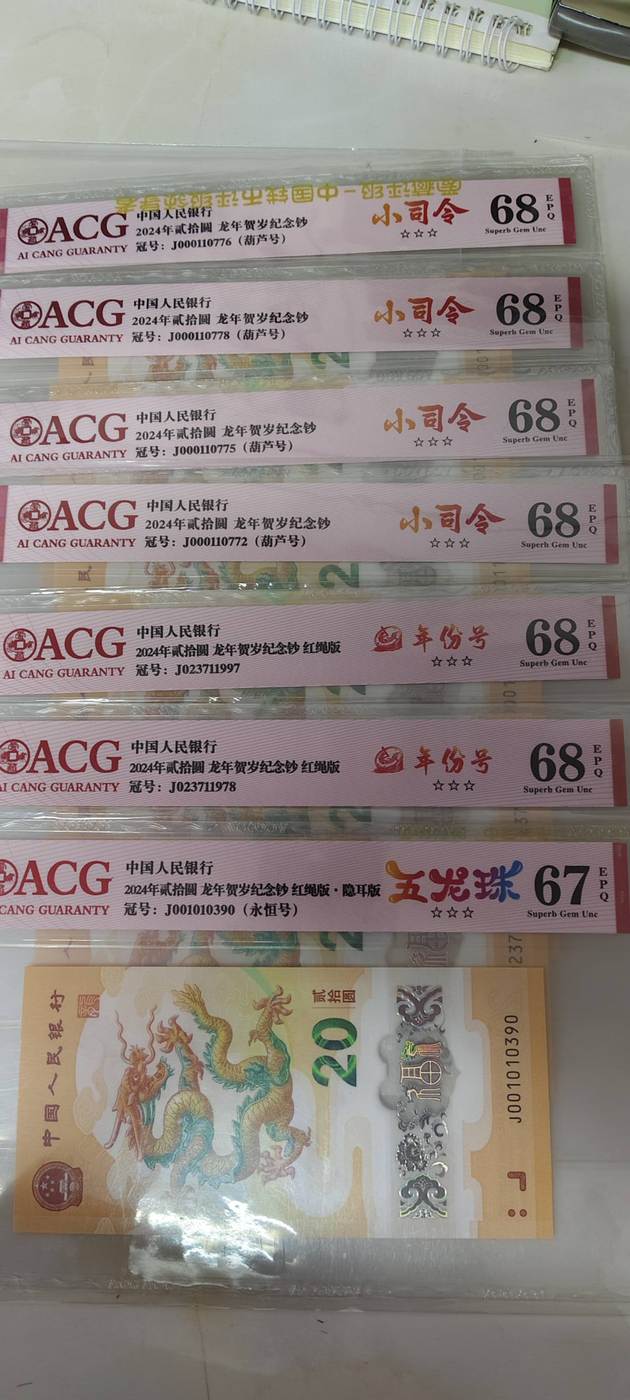 爱藏评级-中国钱币评级领导者
ACG
AI CANG GUARANTY
中国人民银行
2024年贰拾圆 龙年贺岁纪念钞
冠号：J000110776（葫芦号）
小司令
☆☆☆
68
EPQ
Superb Gem Unc
ACG
AI CANG GUARANTY
中国人民银行
2024年贰拾圆 龙年贺岁纪念钞
冠号：J000110778（葫芦号）
小司令
☆☆☆
68
EPQ
Superb Gem Unc
ACG
AI CANG GUARANTY
中国人民银行
2024年贰拾圆 龙年贺岁纪念钞
冠号：J000110775（葫芦号）
小司令
☆☆☆
68
EPQ
Superb Gem Unc
ACG
AI CANG GUARANTY
中国人民银行
2024年贰拾圆 龙年贺岁纪念钞
冠号：J000110772（葫芦号）
小司令
☆☆☆
68
EPQ
Superb Gem Unc
ACG
AI CANG GUARANTY
中国人民银行
2024年贰拾圆 龙年贺岁纪念钞 红绳版
冠号：J023711997
年份号
☆☆☆
68
EPQ
Superb Gem Unc
ACG
AI CANG GUARANTY
中国人民银行
2024年贰拾圆 龙年贺岁纪念钞 红绳版
冠号：J023711978
年份号
☆☆☆
68
EPQ
Superb Gem Unc
ACG
CANG GUARANTY
中国人民银行
2024年贰拾圆 龙年贺岁纪念钞 红绳版·隐耳版
冠号：J001010390（永恒号）
五龙珠
☆☆☆
67
EPQ
Superb Gem Unc
中国人民银行
贰拾圆
20
福
J001010390